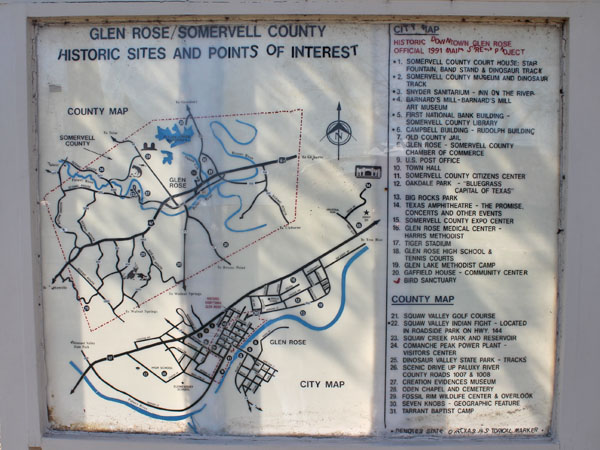 GLEN ROSE/SOMERVELL COUNTY
HISTORIC SITES AND POINTS OF INTEREST
COUNTY MAP
SOMERVELL
COUNTY
GLEN
ROSE
GLEN ROSE
CITY MAP
CITY MAP
HISTORIC DOWNTOWN GLEN ROSE
OFFICIAL 1991 MAIN STREET PROJECT
*1. SOMERVELL COUNTY COURT HOUSE; STAR
FOUNTAIN, BAND STAND & DINOSAUR TRACK
2. SOMERVELL COUNTY MUSEUM AND DINOSAUR
TRACK
*3. SNYDER SANITARIUM - INN ON THE RIVER
*4. BARNARD'S MILL-BARNARD'S MILL
ART MUSEUM
*5. FIRST NATIONAL BANK BUILDING -
SOMERVELL COUNTY LIBRARY
6. CAMPBELL BUILDING - RUDOLPH BUILDING
7. OLD COUNTY JAIL
8. GLEN ROSE - SOMERVELL COUNTY
CHAMBER OF COMMERCE
9. U.S. POST OFFICE
10. TOWN HALL
11. SOMERVELL COUNTY CITIZENS CENTER
12. OAKDALE PARK - "BLUEGRASS
CAPITAL OF TEXAS"
13. BIG ROCKS PARK
14. TEXAS AMPHITHEATRE - THE PROMISE,
CONCERTS AND OTHER EVENTS
15. SOMERVELL COUNTY EXPO CENTER
16. GLEN ROSE MEDICAL CENTER -
HARRIS METHODIST
17. TIGER STADIUM
18. GLEN ROSE HIGH SCHOOL &
TENNIS COURTS
19. GLEN LAKE METHODIST CAMP
20. GAFFIELD HOUSE - COMMUNITY CENTER
BIRD SANCTUARY
COUNTY MAP
21. SQUAW VALLEY GOLF COURSE
*22. SQUAW VALLEY INDIAN FIGHT - LOCATED
IN ROADSIDE PARK ON HWY. 144
23. SQUAW CREEK PARK AND RESERVOIR
24. COMANCHE PEAK POWER PLANT -
VISITORS CENTER
25. DINOSAUR VALLEY STATE PARK - TRACKS
26. SCENIC DRIVE UP PALUXY RIVER
COUNTY ROADS 1007 & 1008
27. CREATION EVIDENCES MUSEUM
28. ODEN CHAPEL AND CEMETERY
29. FOSSIL RIM WILDLIFE CENTER & OVERLOOK
30. SEVEN KNOBS - GEOGRAPHIC FEATURE
31. TARRANT BAPTIST CAMP